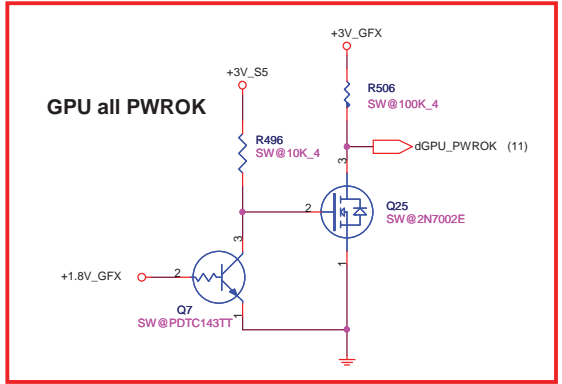 +3V_GFX
+3V_S5
R506
SW@100K_4
GPU all PWROK
R496
SW@10K_4
dGPU_PWROK (11)
3
2
Q25
SW@2N7002E
3
1
+1.8V_GFX
2
Q7
SW@PDTC143TT
1